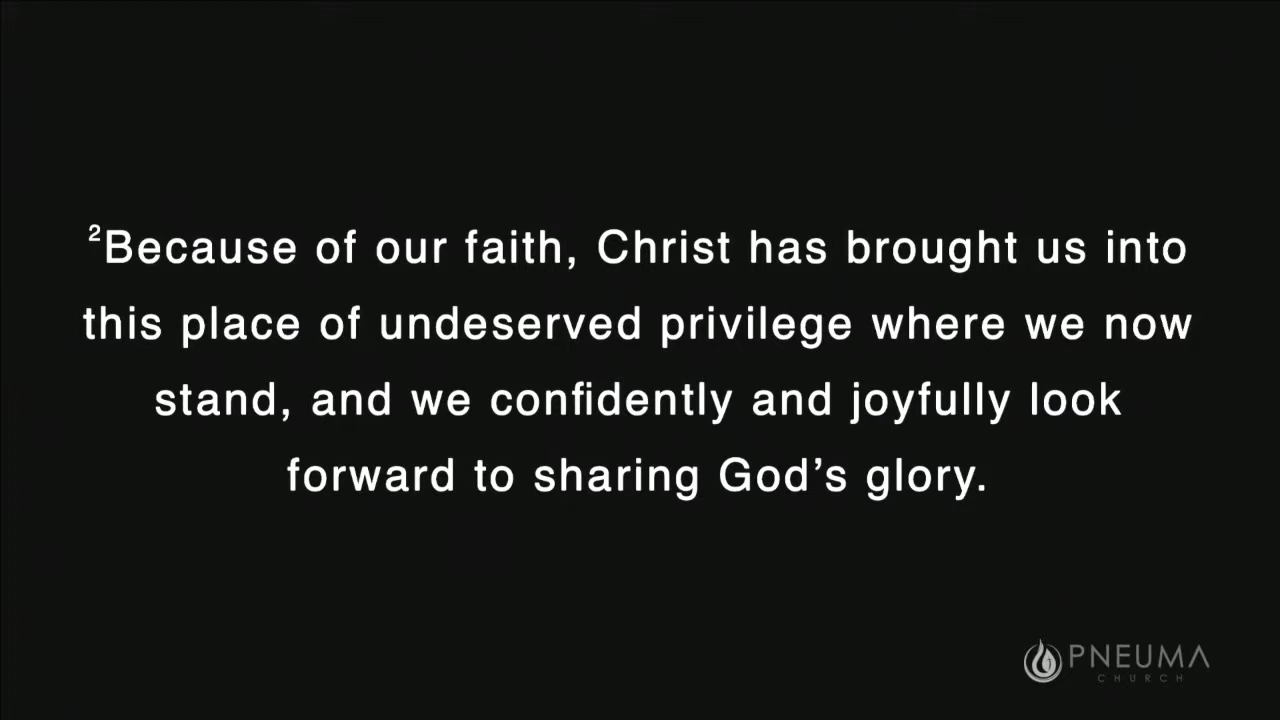 ²Because of our faith, Christ has brought us into
this place of undeserved privilege where we now
stand, and we confidently and joyfully look
forward to sharing God’s glory.
PNEUMA
CHURCH